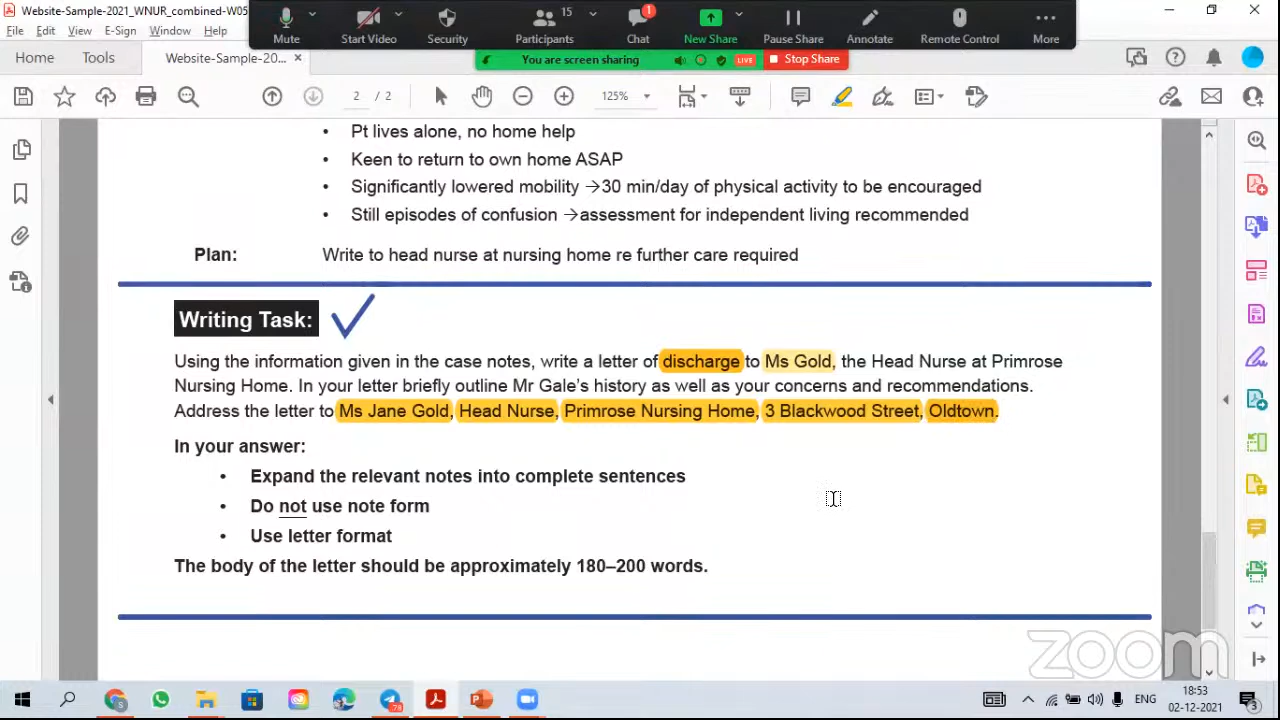 Website-Sample-2021_WNUR_combined-W05
File Edit View E-Sign Window Help
Mute Start Video Security Participants 15 Chat 1 New Share Pause Share Annotate Remote Control More
You are screen sharing LIVE Stop Share
Home Tools Website-Sample-20...
2 / 2 125%
• Pt lives alone, no home help
• Keen to return to own home ASAP
• Significantly lowered mobility →30 min/day of physical activity to be encouraged
• Still episodes of confusion →assessment for independent living recommended
Plan: Write to head nurse at nursing home re further care required
Writing Task:
Using the information given in the case notes, write a letter of discharge to Ms Gold, the Head Nurse at Primrose
Nursing Home. In your letter briefly outline Mr Gale's history as well as your concerns and recommendations.
Address the letter to Ms Jane Gold, Head Nurse, Primrose Nursing Home, 3 Blackwood Street, Oldtown.
In your answer:
• Expand the relevant notes into complete sentences
• Do not use note form
• Use letter format
The body of the letter should be approximately 180–200 words.
zoom
78
ENG
18:53
02-12-2021
3